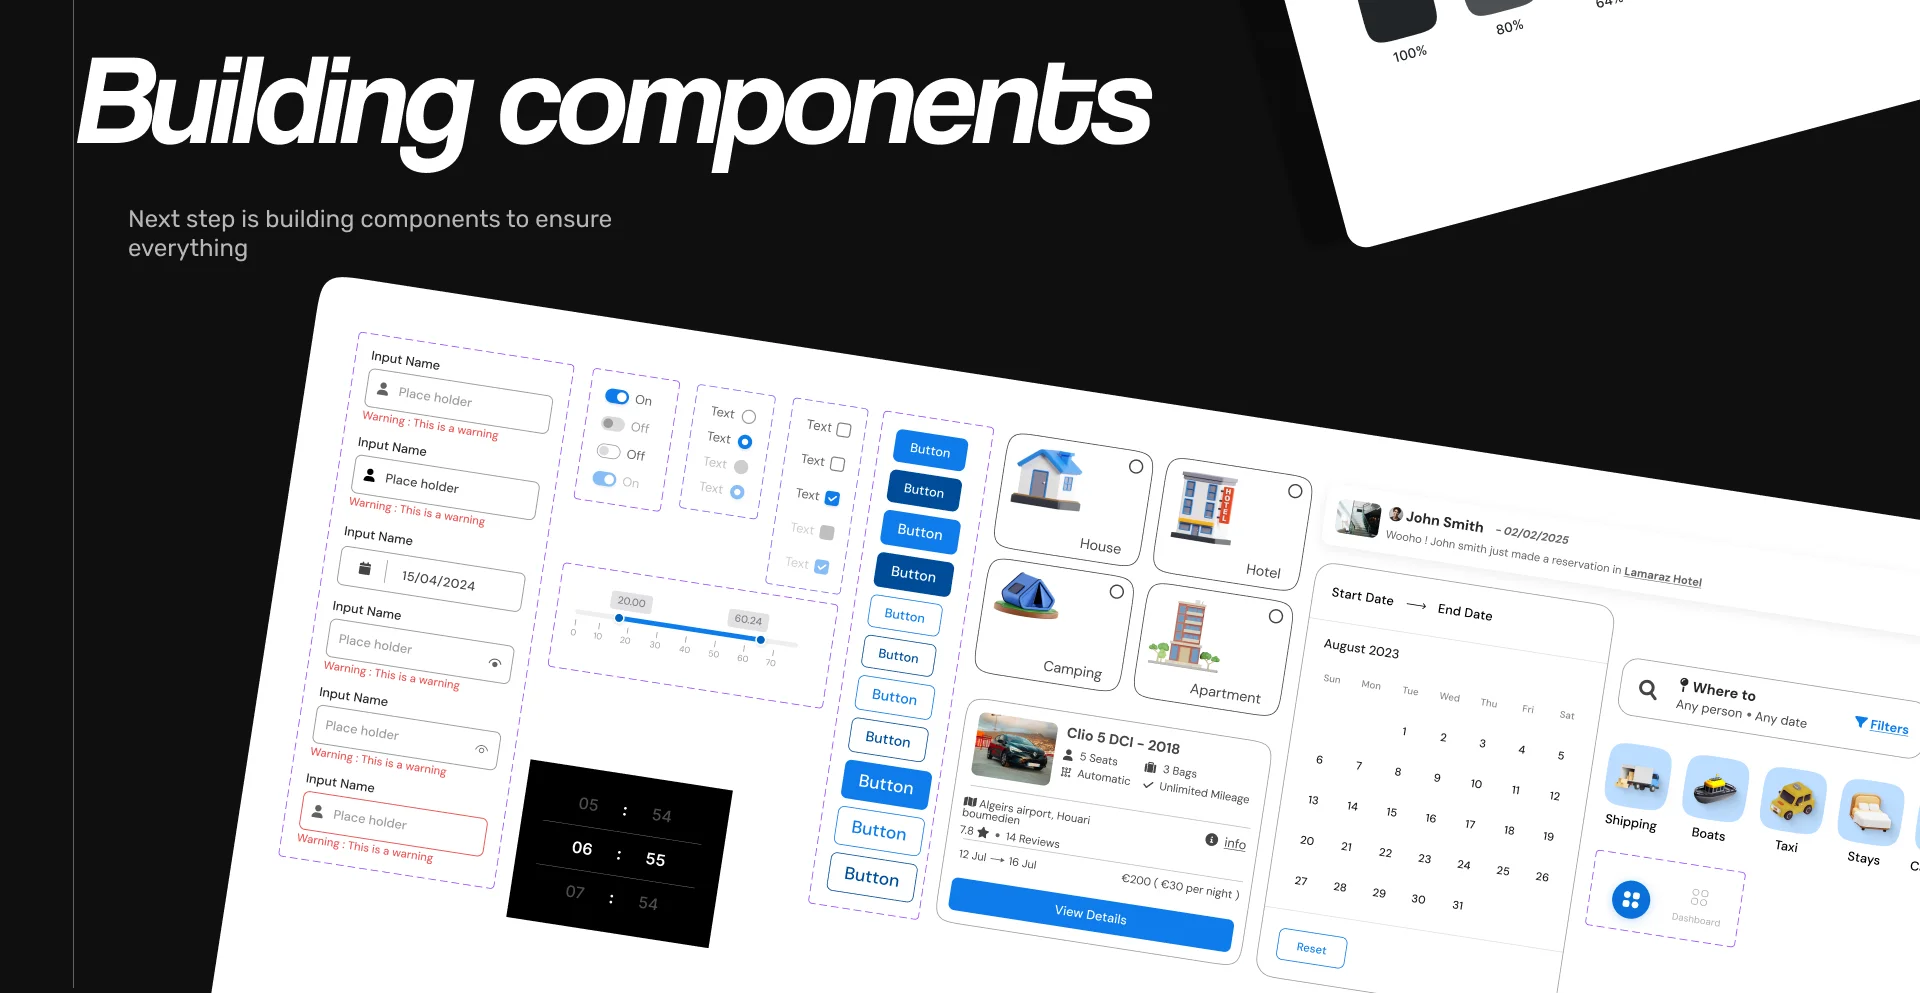 100%
80%
64%
Building components
Next step is building components to ensure
everything
Input Name
Place holder
Warning : This is a warning
Input Name
Place holder
Warning : This is a warning
Input Name
15/04/2024
Input Name
Place holder
Warning : This is a warning
Input Name
Place holder
Warning : This is a warning
Input Name
Place holder
Warning : This is a warning
On
Off
Off
On
Text
Text
Text
Text
Text
Text
Text
Text
Text
20.00
60.24
0 10 20 30 40 50 60 70
05 : 54
06 : 55
07 : 54
Button
Button
Button
Button
Button
Button
Button
Button
Button
Button
Button
House
HOTEL
Hotel
Camping
Apartment
Clio 5 DCI - 2018
5 Seats
3 Bags
Automatic
Unlimited Mileage
Algeirs airport, Houari
boumedien
7.8 • 14 Reviews
info
12 Jul → 16 Jul
€200 ( €30 per night )
View Details
John Smith - 02/02/2025
Wooho ! John smith just made a reservation in Lamaraz Hotel
Start Date → End Date
August 2023
Sun Mon Tue Wed Thu Fri Sat
1 2 3 4 5
6 7 8 9 10 11 12
13 14 15 16 17 18 19
20 21 22 23 24 25 26
27 28 29 30 31
Reset
Where to
Any person • Any date
Filters
Shipping
Boats
Taxi
Stays
Dashboard